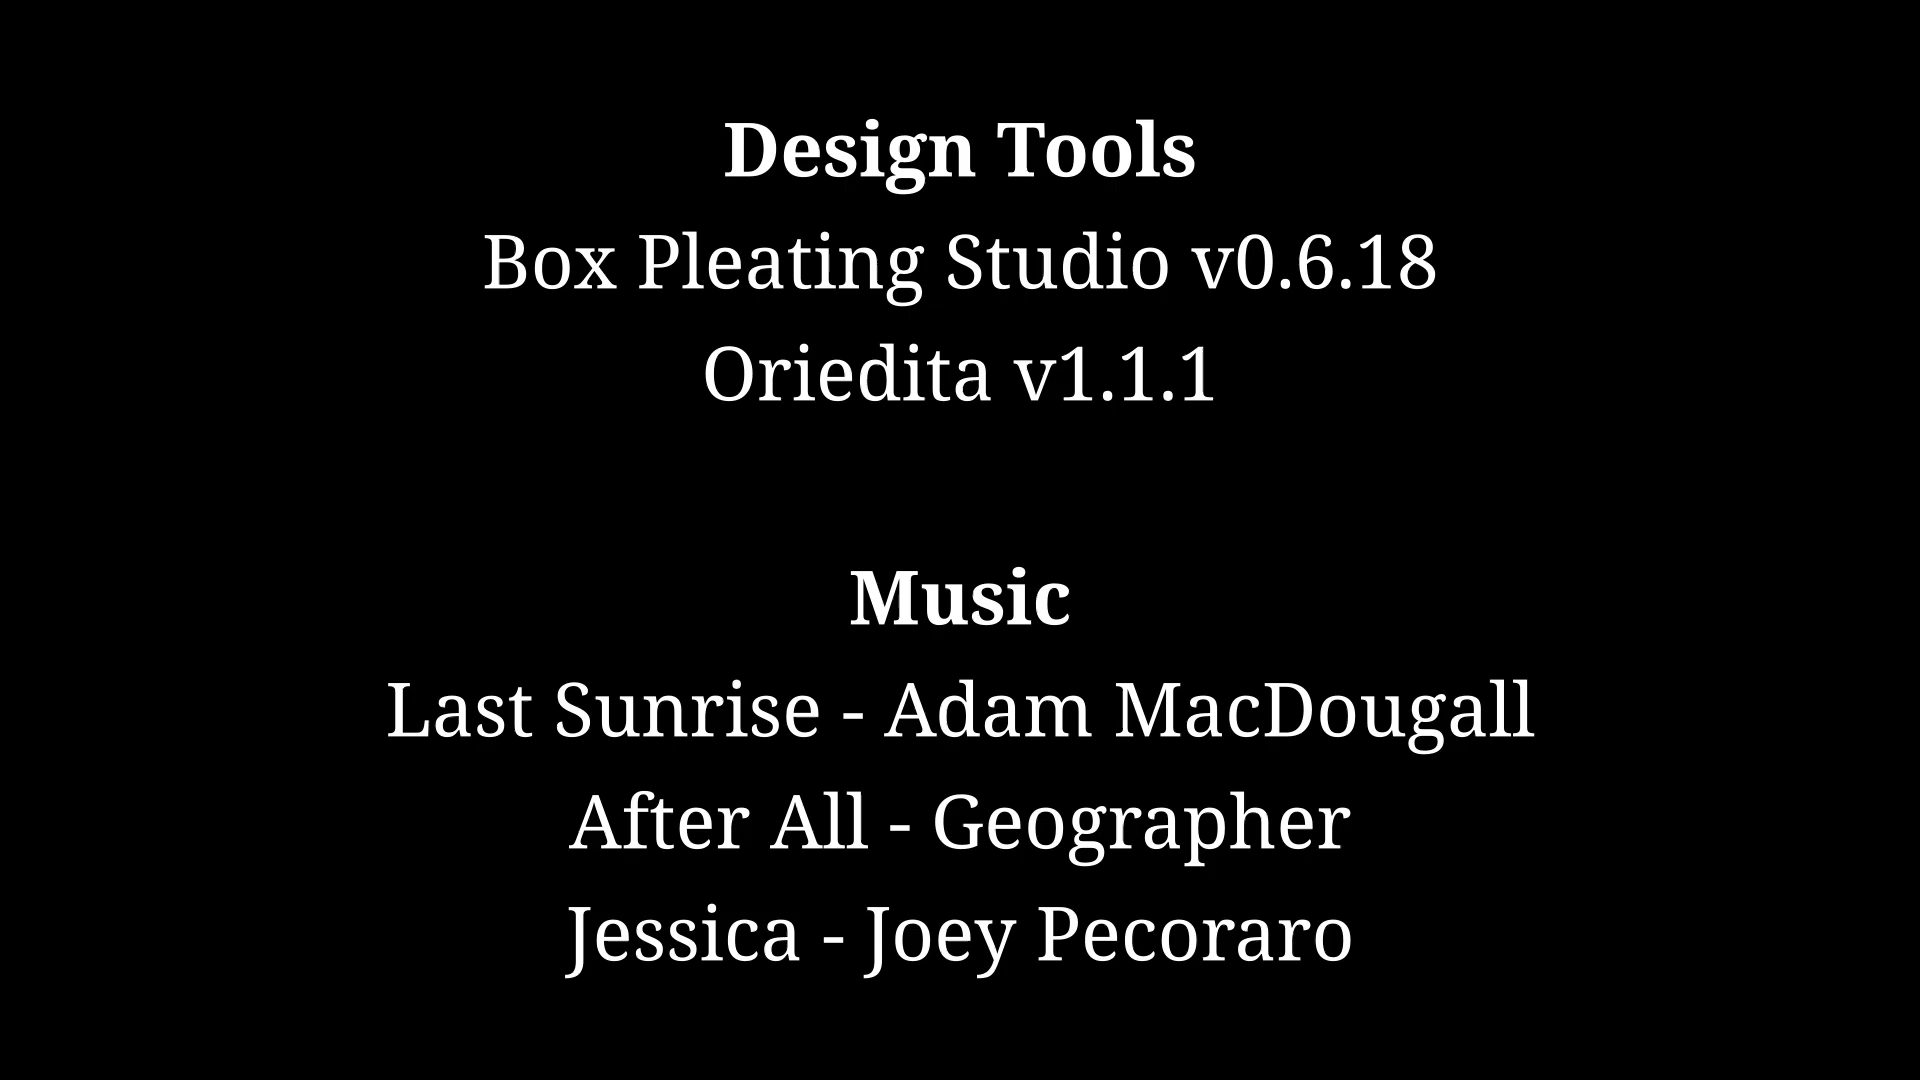 Design Tools
Box Pleating Studio v0.6.18
Oriedita v1.1.1
Music
Last Sunrise - Adam MacDougall
After All - Geographer
Jessica - Joey Pecoraro